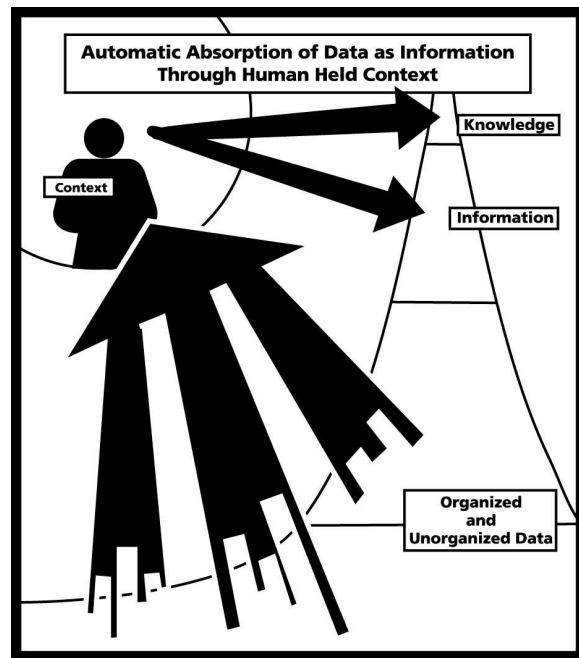 Automatic Absorption of Data as Information
Through Human Held Context
Knowledge
Context
Information
Organized
and
Unorganized Data